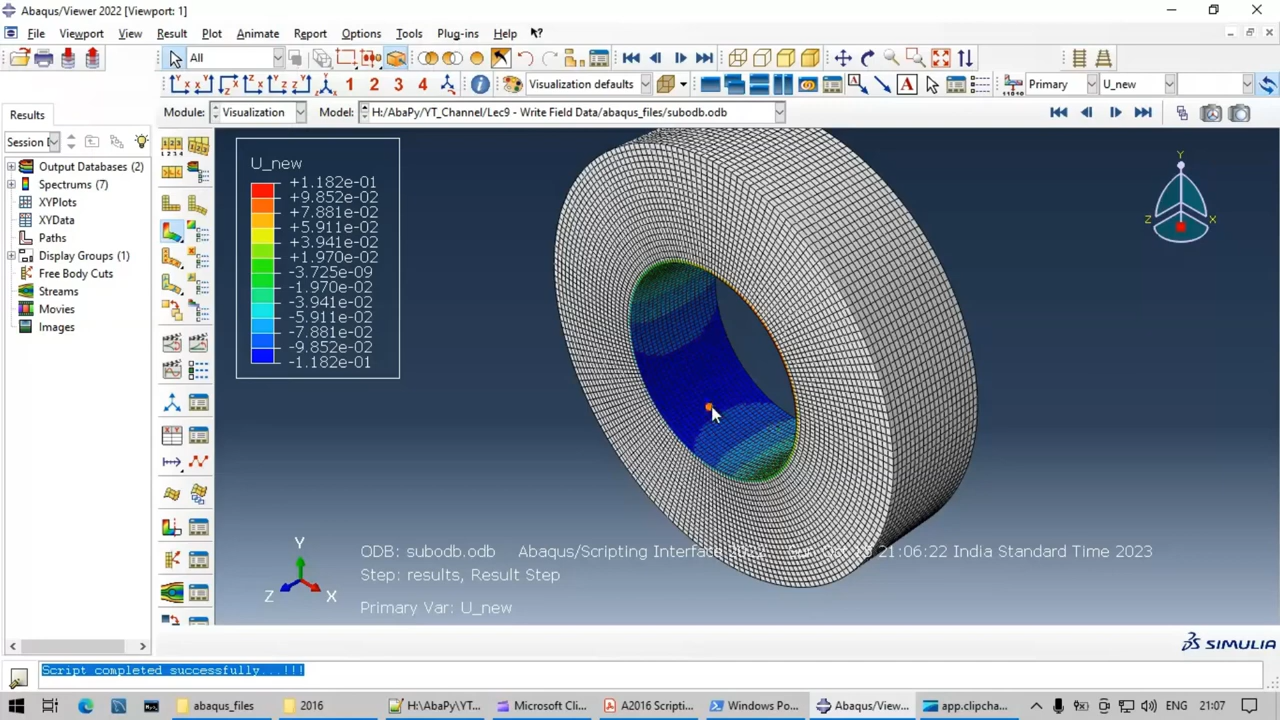 Abaqus/Viewer 2022 [Viewport: 1]
File Viewport View Result Plot Animate Report Options Tools Plug-ins Help
All
Visualization defaults
Primary U_new
1 2 3 4
Results
Module: Visualization Model: H:/AbaPy/YT_Channel/Lec9 - Write Field Data/abaqus_files/subodb.odb
Session
Output Databases (2)
Spectrums (7)
XYPlots
XYData
Paths
Display Groups (1)
Free Body Cuts
Streams
Movies
Images
U_new
+1.182e-01
+9.852e-02
+7.881e-02
+5.911e-02
+3.941e-02
+1.970e-02
-3.725e-09
-1.970e-02
-3.941e-02
-5.911e-02
-7.881e-02
-9.852e-02
-1.182e-01
Y
Z X
ODB: subodb.odb Abaqus/Scripting 21:06:22 India Standard Time 2023
Step: results, Result Step
Primary Var: U_new
Y
Z X
SIMULIA
Script completed successfully...!!!
abaqus_files 2016 H:\AbaPy\YT... Microsoft Cli... A2016 Scripti... Windows Po... Abaqus/View... app.clipcha... ENG 21:07